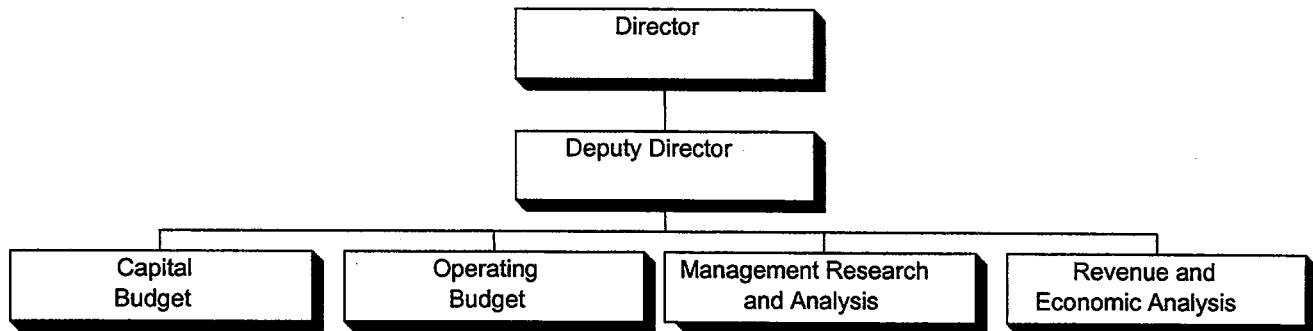 Director
Deputy Director
Capital
Budget
Operating
Budget
Management Research
and Analysis
Revenue and
Economic Analysis